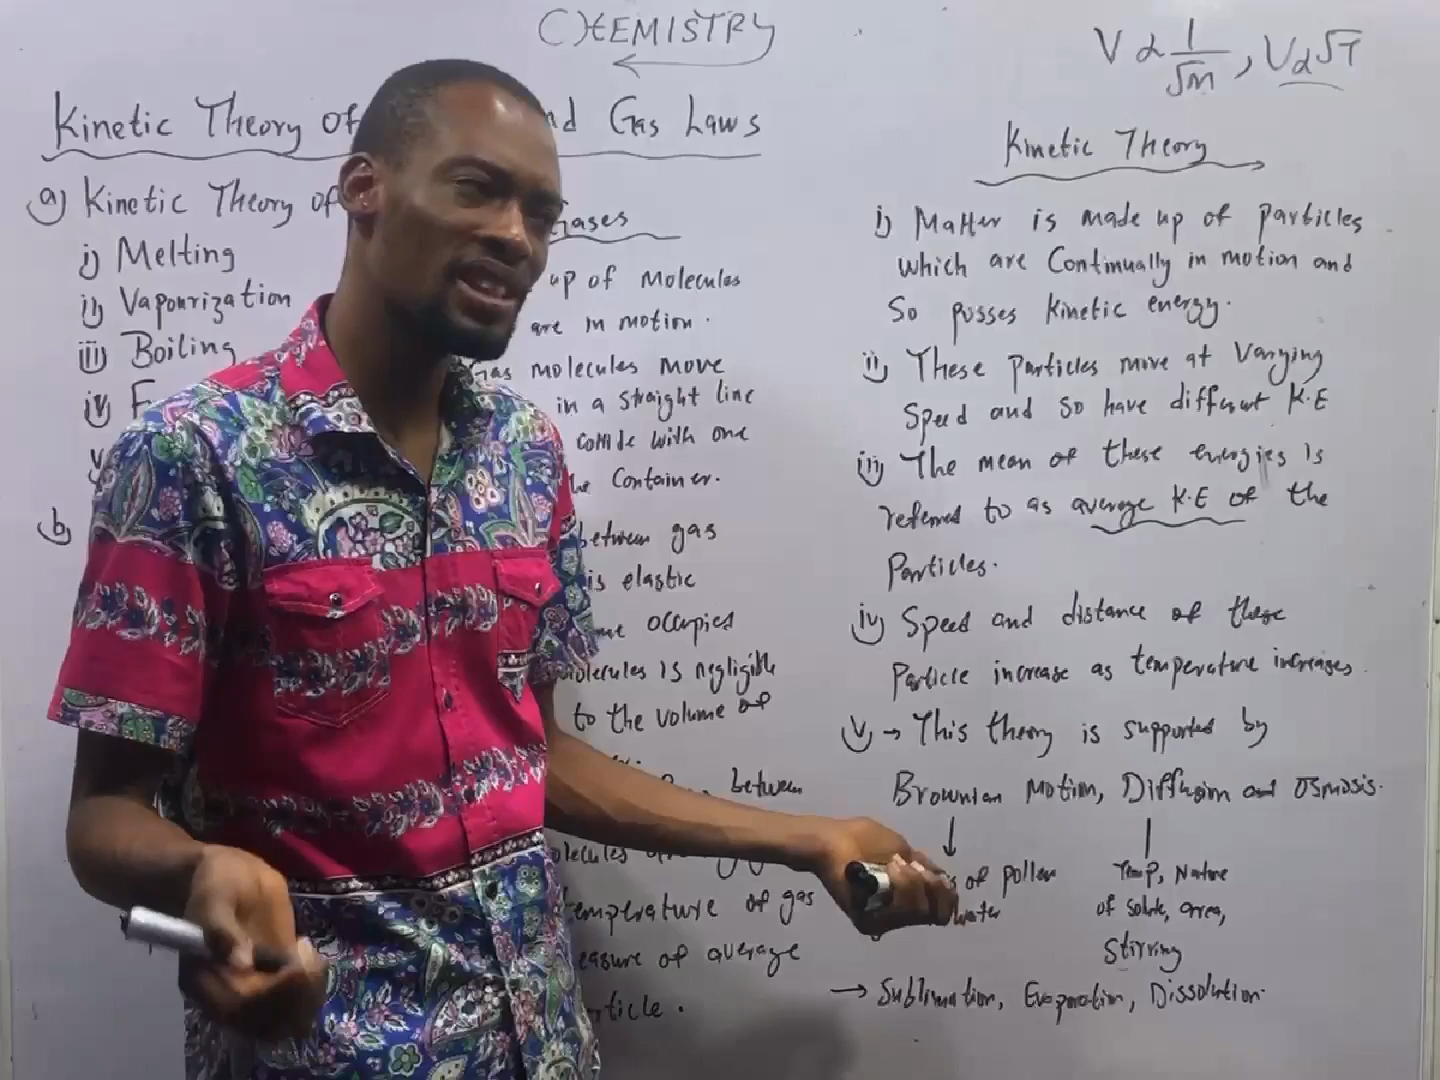 CHEMISTRY
V α 1/√m , V α √T
Kinetic Theory Of nd Gas Laws
a) Kinetic Theory of
i) Melting
ii) Vapourization
iii) Boiling
iv) F
v
b)
Gases
up of molecules
are in motion.
Gas molecules move
in a straight line
collide with one
the Container.
between gas
is elastic
me occupies
molecules is negligible
to the volume of
between
olecules
temperature of gas
easure of average
rticle.
Kinetic Theory
i) Matter is made up of particles
which are Continually in motion and
So posses kinetic energy.
ii) These particles move at Varying
Speed and so have different K.E
iii) The mean of these energies is
referred to as average K.E of the
Particles.
iv) Speed and distance of these
Particle increase as temperature increases.
v) → This theory is supported by
Brownian Motion, Diffusion and Osmosis.
s of pollen
water
Temp, Nature
of solute, area,
Stirring
→ Sublimation, Evaporation, Dissolution.